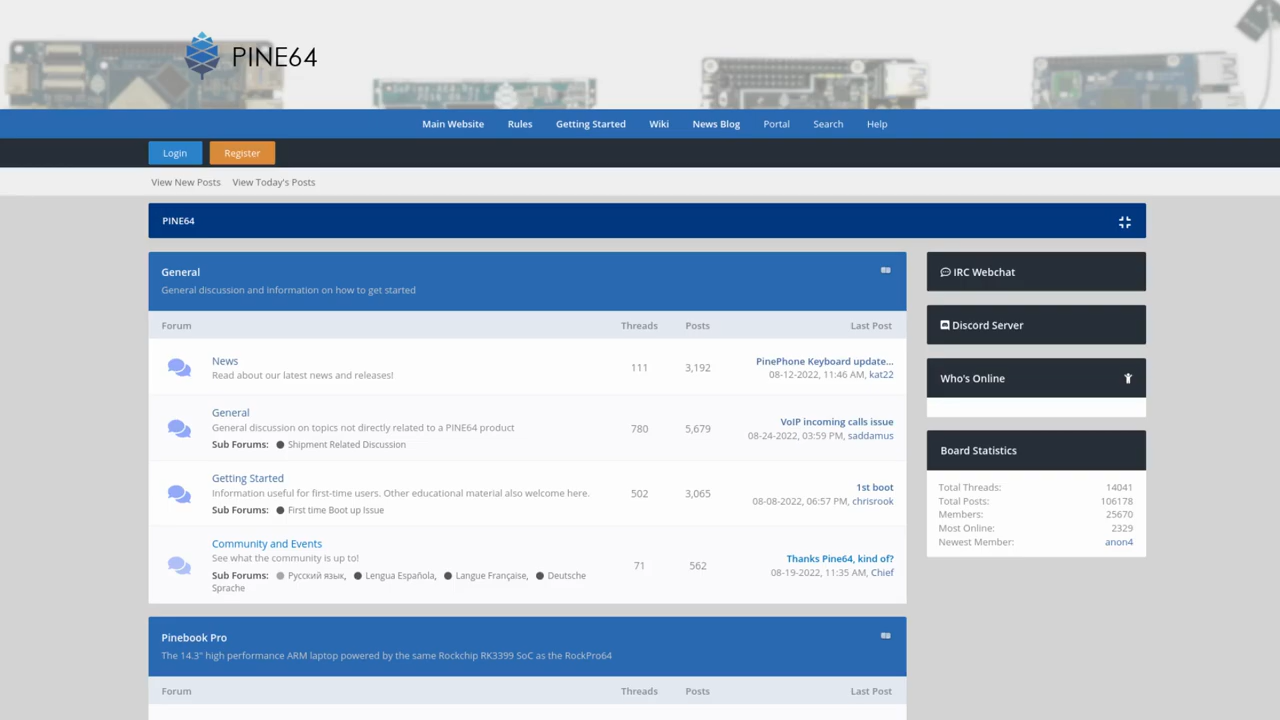 PINE64
Main Website Rules Getting Started Wiki News Blog Portal Search Help
Login Register
View New Posts View Today's Posts
PINE64
General
General discussion and information on how to get started
Forum Threads Posts Last Post
News
Read about our latest news and releases!
111 3,192
PinePhone Keyboard update...
08-12-2022, 11:46 AM, kat22
General
General discussion on topics not directly related to a PINE64 product
Sub Forums: Shipment Related Discussion
780 5,679
VoIP incoming calls issue
08-24-2022, 03:59 PM, saddamus
Getting Started
Information useful for first-time users. Other educational material also welcome here.
Sub Forums: First time Boot up Issue
502 3,065
1st boot
08-08-2022, 06:57 PM, chrisrook
Community and Events
See what the community is up to!
Sub Forums: Русский язык, Lengua Española, Langue Française, Deutsche
Sprache
71 562
Thanks Pine64, kind of?
08-19-2022, 11:35 AM, Chief
Pinebook Pro
The 14.3" high performance ARM laptop powered by the same Rockchip RK3399 SoC as the RockPro64
Forum Threads Posts Last Post
IRC Webchat
Discord Server
Who's Online
Board Statistics
Total Threads: 14041
Total Posts: 106178
Members: 25670
Most Online: 2329
Newest Member: anon4